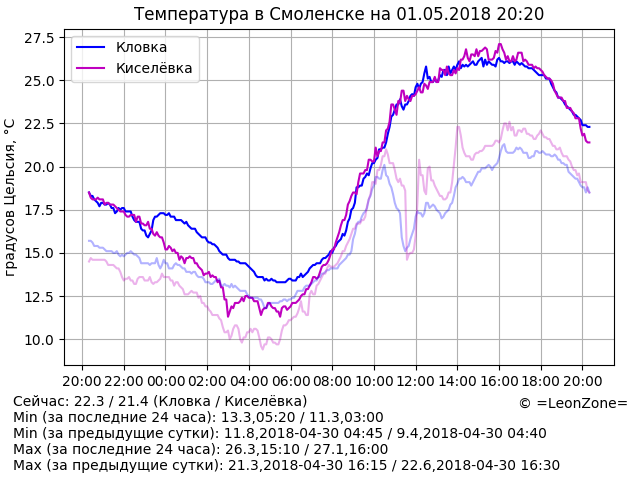 Температура в Смоленске на 01.05.2018 20:20
Кловка
Киселёвка
градусов Цельсия, °C
27.5
25.0
22.5
20.0
17.5
15.0
12.5
10.0
20:00 22:00 00:00 02:00 04:00 06:00 08:00 10:00 12:00 14:00 16:00 18:00 20:00
Сейчас: 22.3 / 21.4 (Кловка / Киселёвка)
© =LeonZone=
Min (за последние 24 часа): 13.3,05:20 / 11.3,03:00
Min (за предыдущие сутки): 11.8,2018-04-30 04:45 / 9.4,2018-04-30 04:40
Max (за последние 24 часа): 26.3,15:10 / 27.1,16:00
Max (за предыдущие сутки): 21.3,2018-04-30 16:15 / 22.6,2018-04-30 16:30